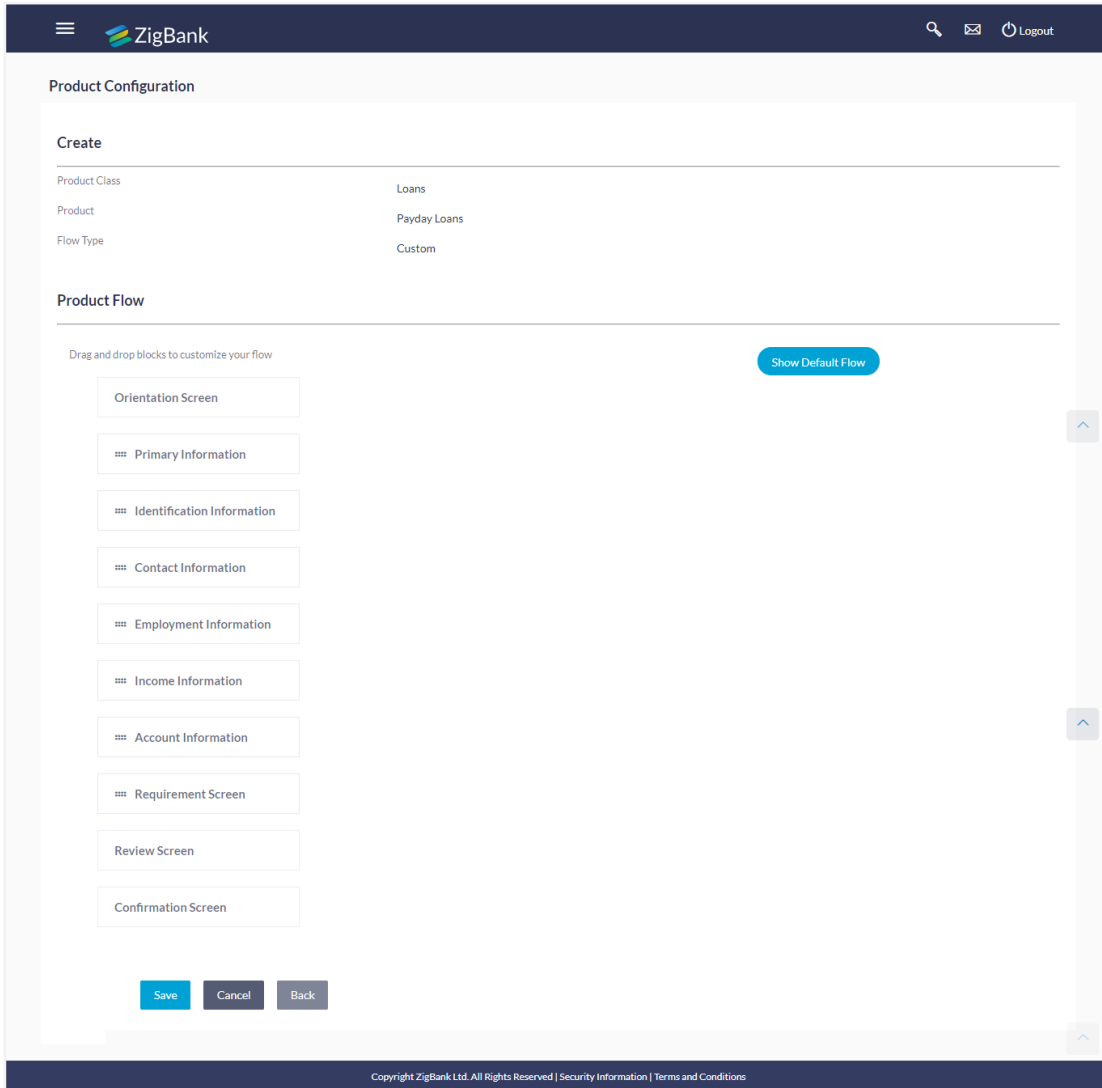 ZigBank
Logout
Product Configuration
Create
Product Class
Loans
Product
Payday Loans
Flow Type
Custom
Product Flow
Drag and drop blocks to customize your flow
Show Default Flow
Orientation Screen
Primary Information
Identification Information
Contact Information
Employment Information
Income Information
Account Information
Requirement Screen
Review Screen
Confirmation Screen
Save Cancel Back
Copyright ZigBank Ltd. All Rights Reserved | Security Information | Terms and Conditions